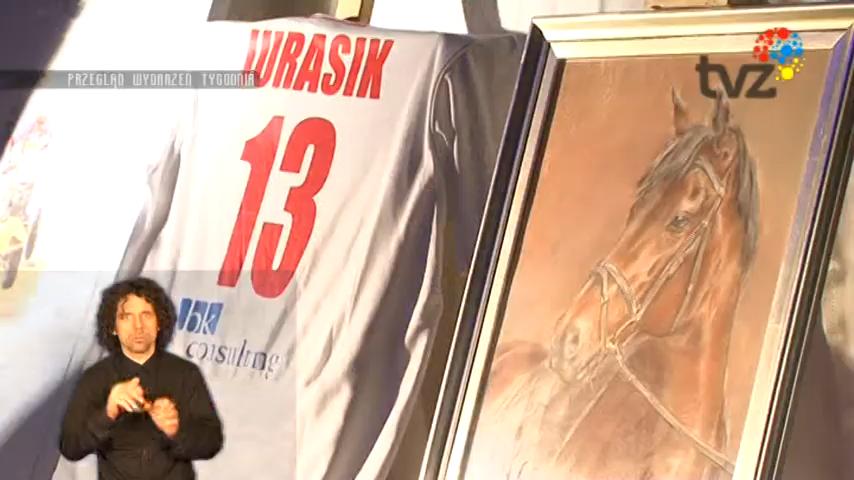 PRZEGLĄD WYDARZEŃ TYGODNIA
tvz
JURASIK
13
bk
consulting